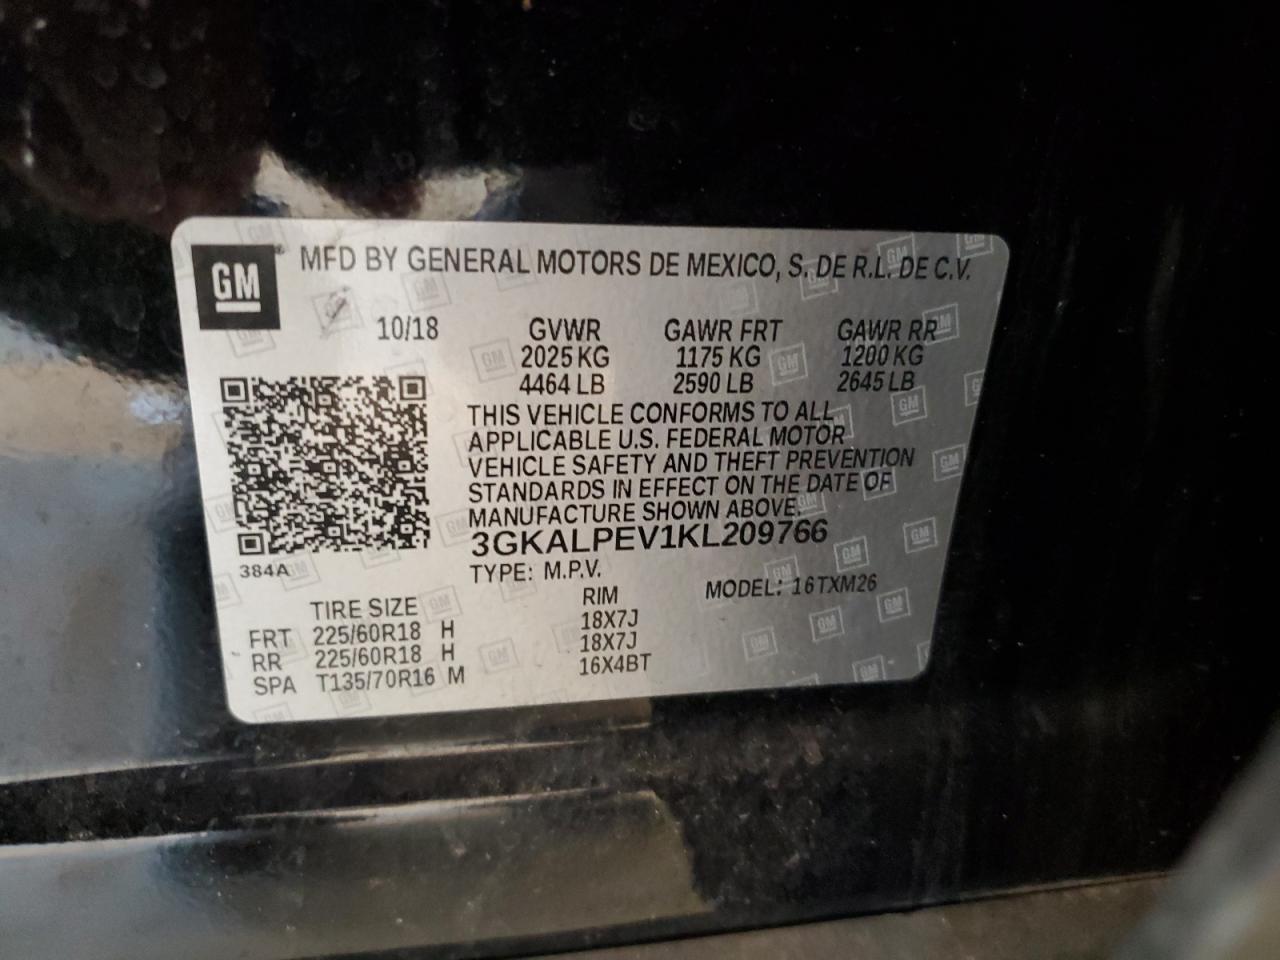 GM MFD BY GENERAL MOTORS DE MEXICO, S. DE R.L. DE C.V.
10/18 GVWR GAWR FRT GAWR RR
2025 KG 1175 KG 1200 KG
4464 LB 2590 LB 2645 LB
THIS VEHICLE CONFORMS TO ALL
APPLICABLE U.S. FEDERAL MOTOR
VEHICLE SAFETY AND THEFT PREVENTION
STANDARDS IN EFFECT ON THE DATE OF
MANUFACTURE SHOWN ABOVE.
3GKALPEV1KL209766
384A
TYPE: M.P.V. MODEL: 16TXM26
TIRE SIZE RIM
FRT 225/60R18 H 18X7J
RR 225/60R18 H 18X7J
SPA T135/70R16 M 16X4BT